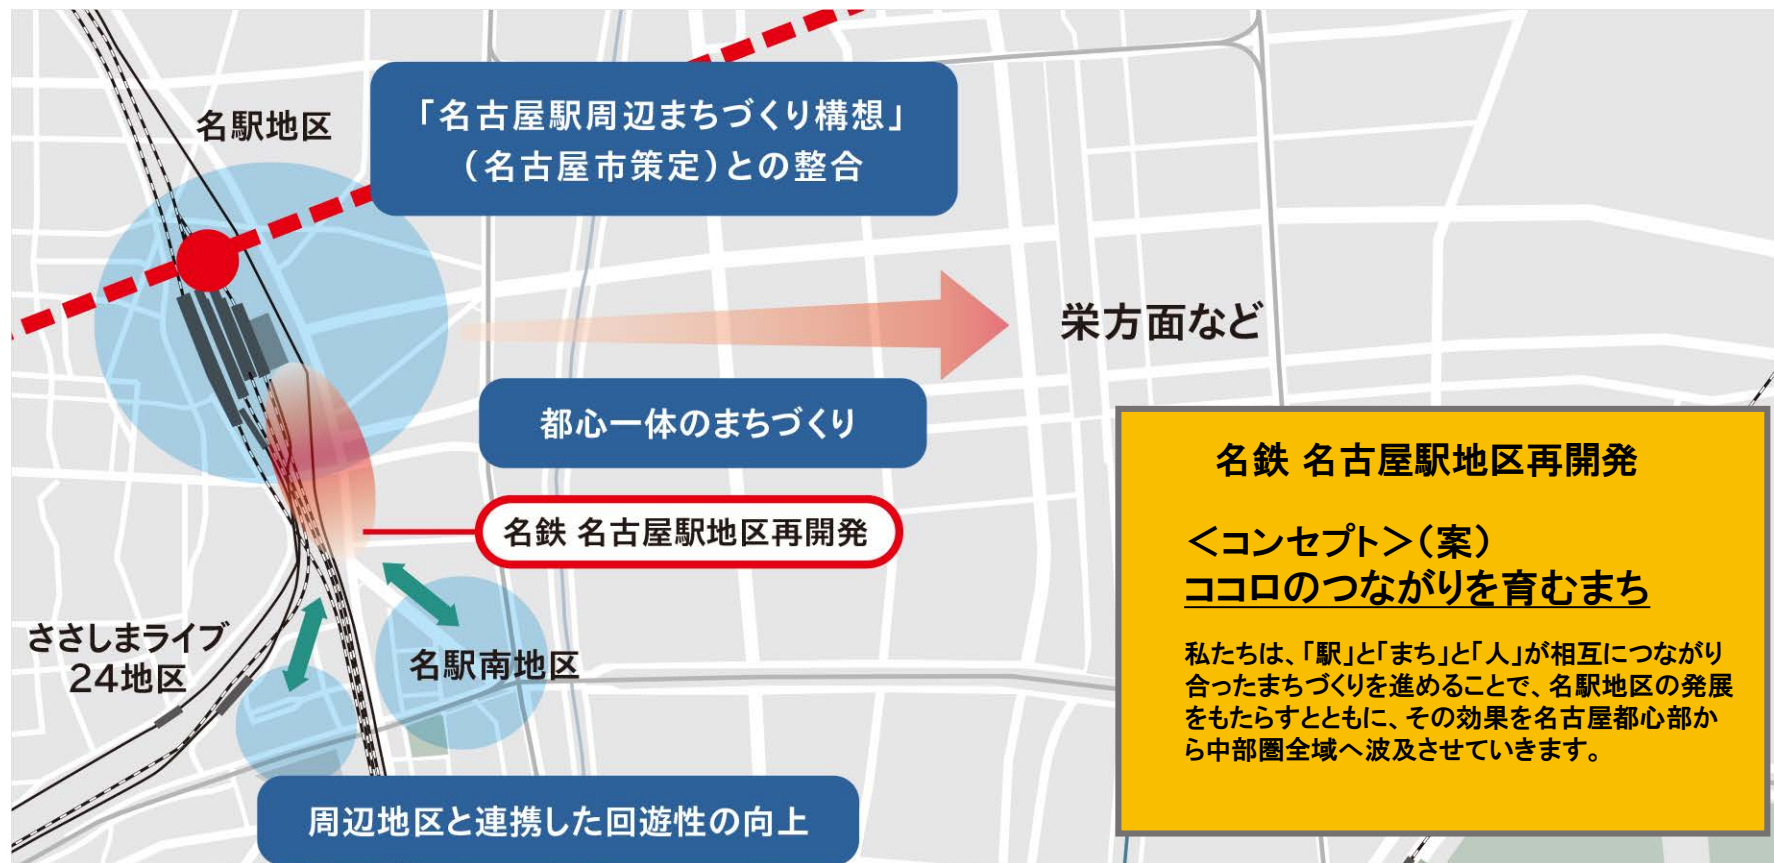 名駅地区
「名古屋駅周辺まちづくり構想」
(名古屋市策定)との整合
栄方面など
都心一体のまちづくり
名鉄 名古屋駅地区再開発
ささしまライブ
24地区
名駅南地区
周辺地区と連携した回遊性の向上
名鉄 名古屋駅地区再開発
<コンセプト>(案)
ココロのつながりを育むまち
私たちは、「駅」と「まち」と「人」が相互につながり
合ったまちづくりを進めることで、名駅地区の発展
をもたらすとともに、その効果を名古屋都心部か
ら中部圏全域へ波及させていきます。